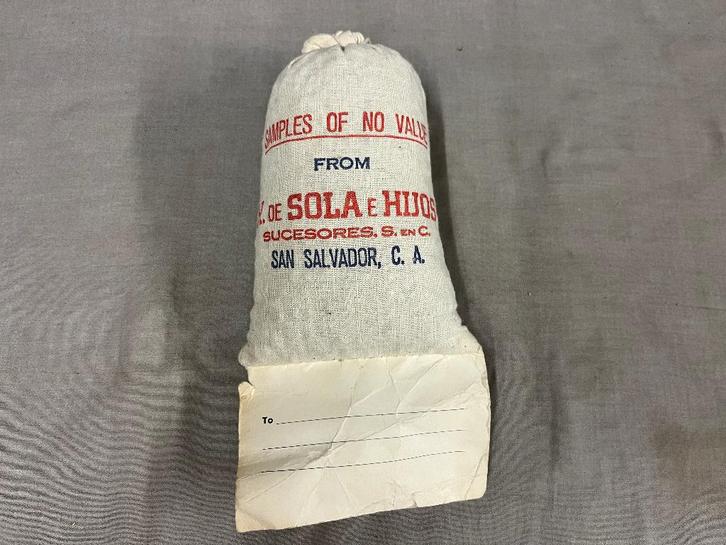 SAMPLES OF NO VALUE
FROM
DE SOLA E HIJOS
SUCESORES, S. EN C.
SAN SALVADOR, C. A.
To